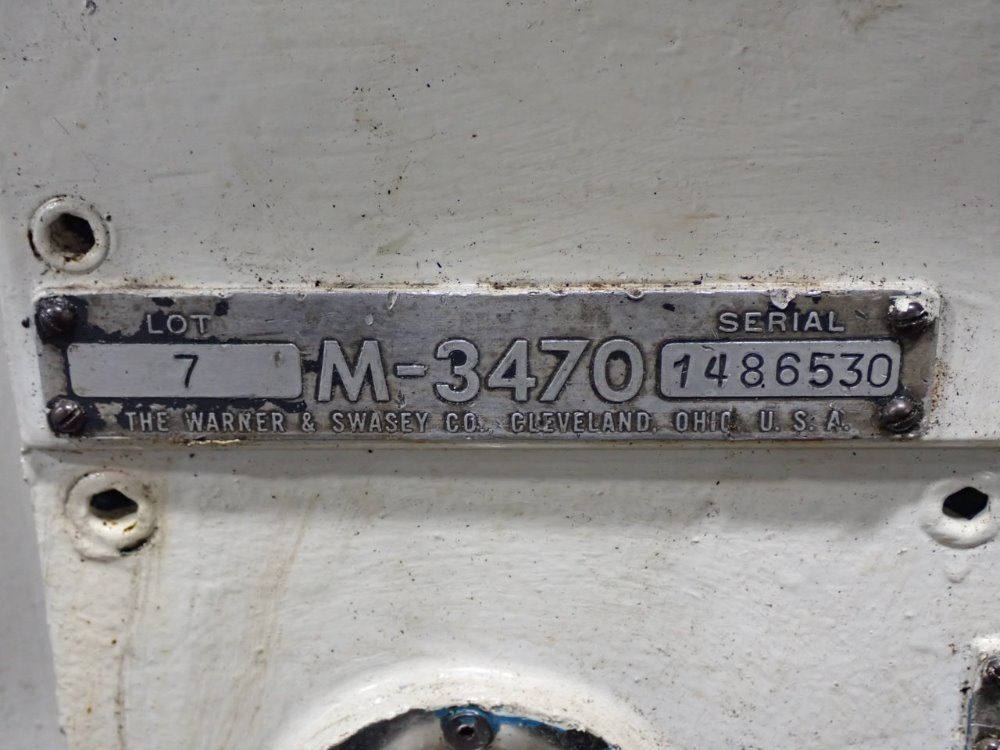 LOT SERIAL
7 M-3470 1486530
THE WARNER & SWASEY CO., CLEVELAND, OHIO U. S. A.